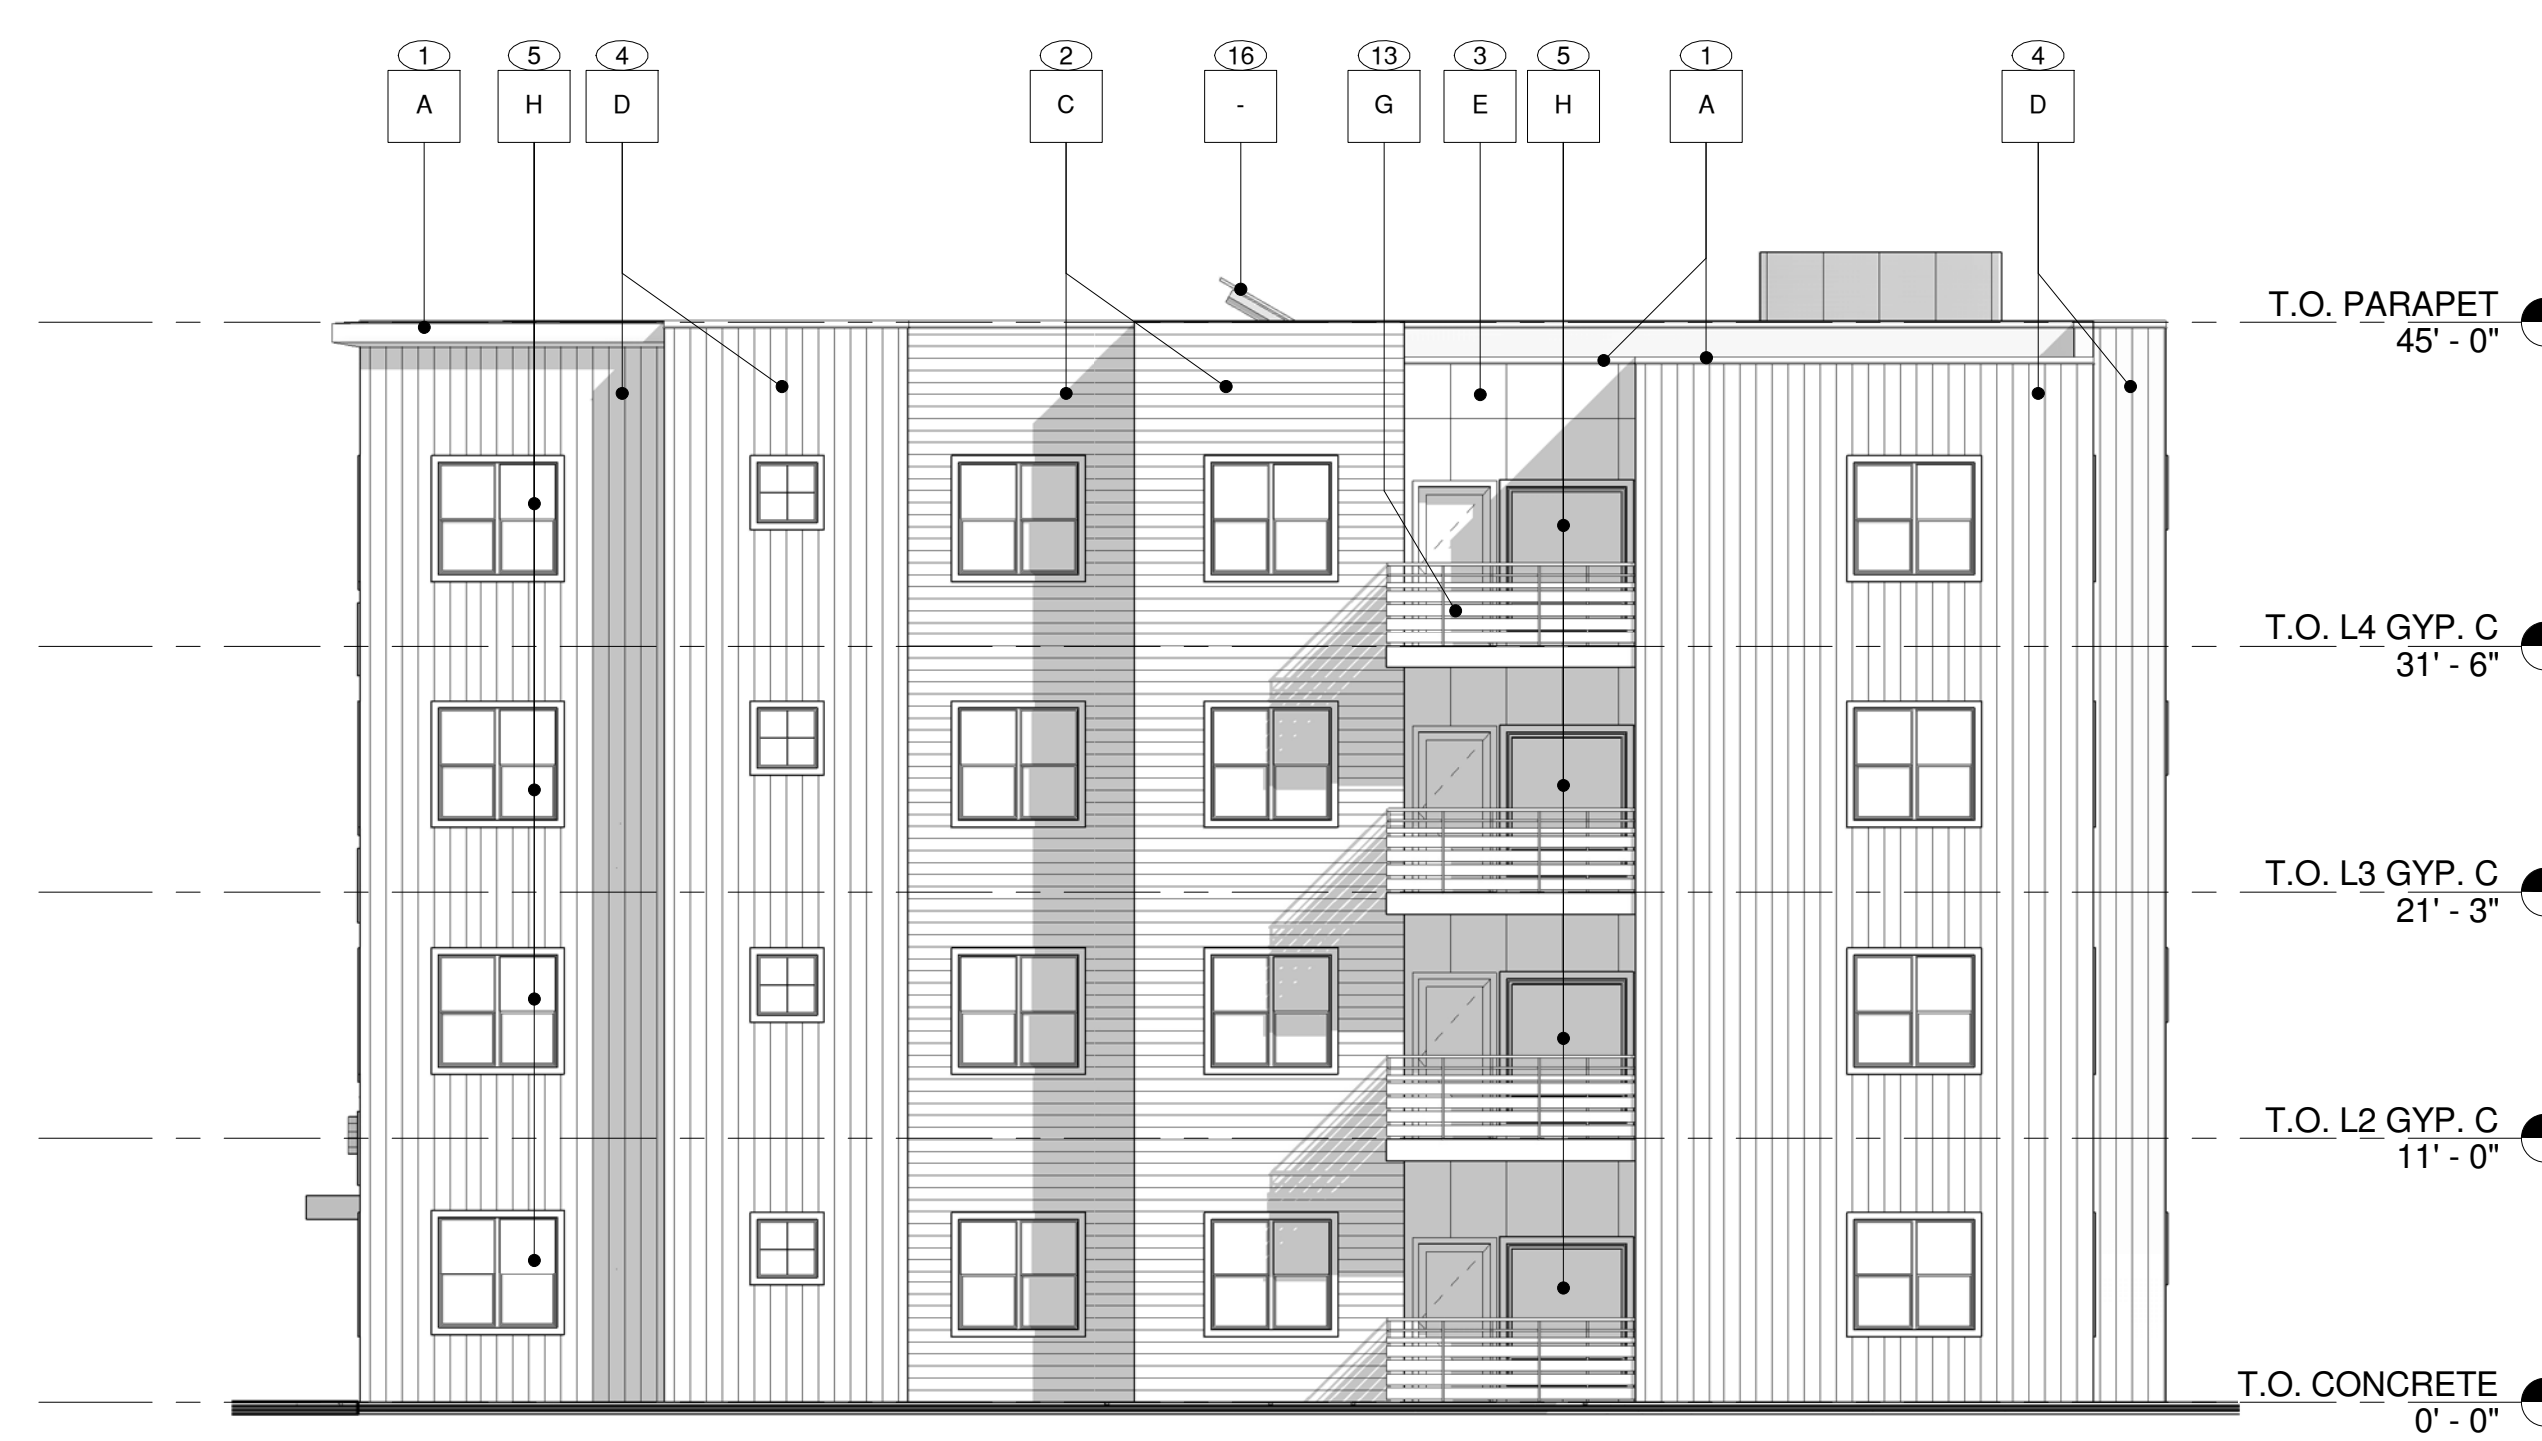 1 5 4 2 16 13 3 5 1 4
A H D C - G E H A D
T.O. PARAPET
45' - 0"
T.O. L4 GYP. C
31' - 6"
T.O. L3 GYP. C
21' - 3"
T.O. L2 GYP. C
11' - 0"
T.O. CONCRETE
0' - 0"